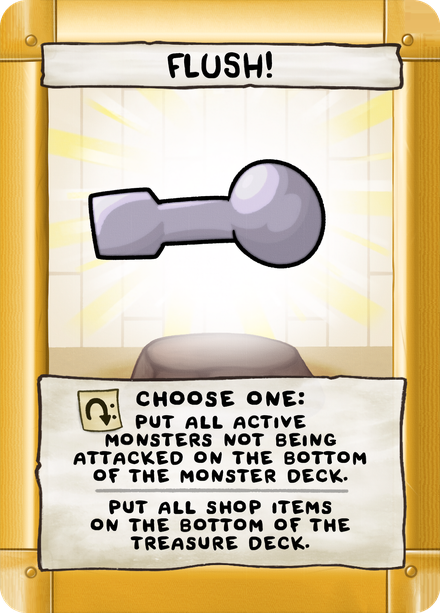 FLUSH!
CHOOSE ONE:
PUT ALL ACTIVE
MONSTERS NOT BEING
ATTACKED ON THE BOTTOM
OF THE MONSTER DECK.
PUT ALL SHOP ITEMS
ON THE BOTTOM OF THE
TREASURE DECK.